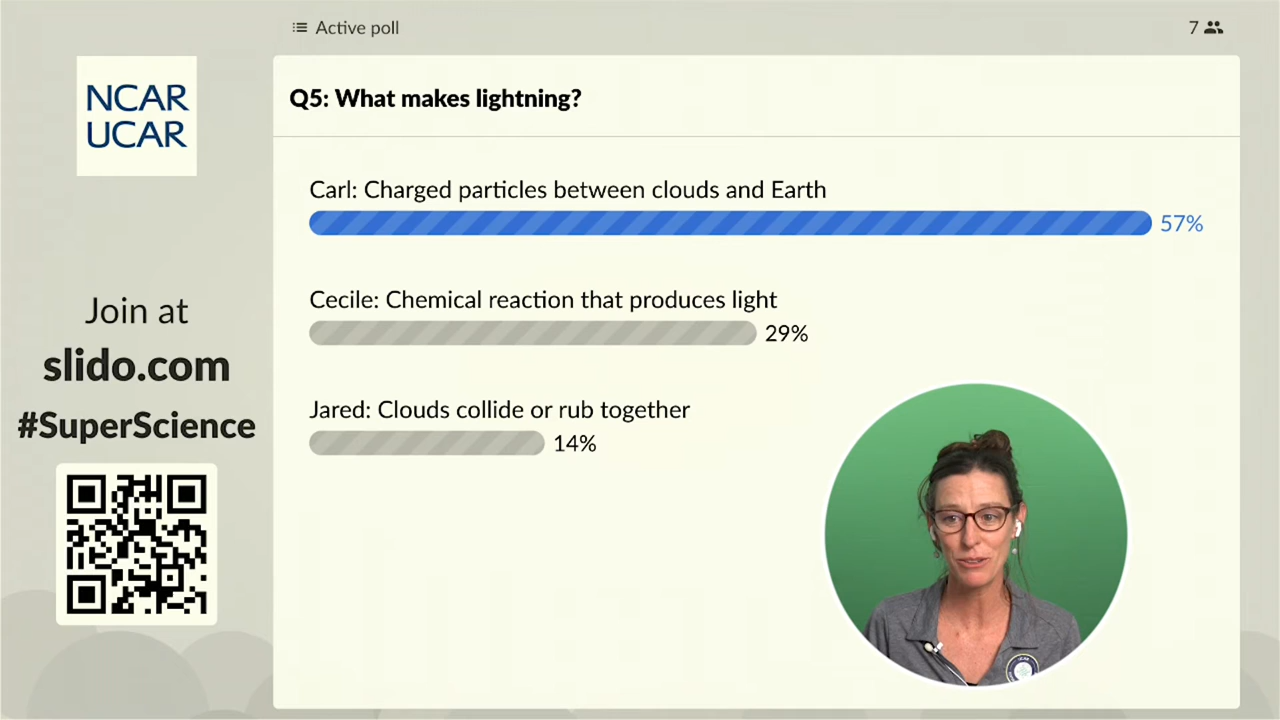 Active poll
7
NCAR
UCAR
Q5: What makes lightning?
Carl: Charged particles between clouds and Earth
57%
Cecile: Chemical reaction that produces light
29%
Jared: Clouds collide or rub together
14%
Join at
slido.com
#SuperScience